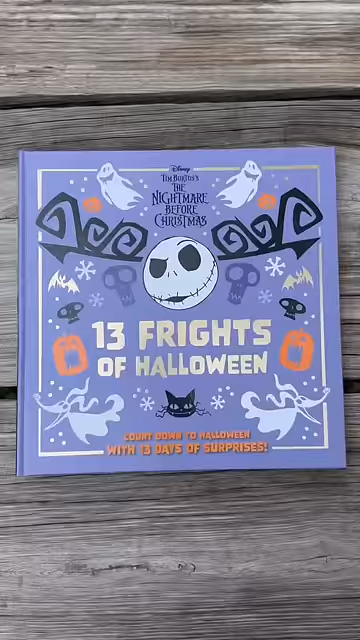 Disney
TIM BURTON'S
THE
NIGHTMARE
BEFORE
CHRISTMAS
13 FRIGHTS
OF HALLOWEEN
COUNT DOWN TO HALLOWEEN
WITH 13 DAYS OF SURPRISES!